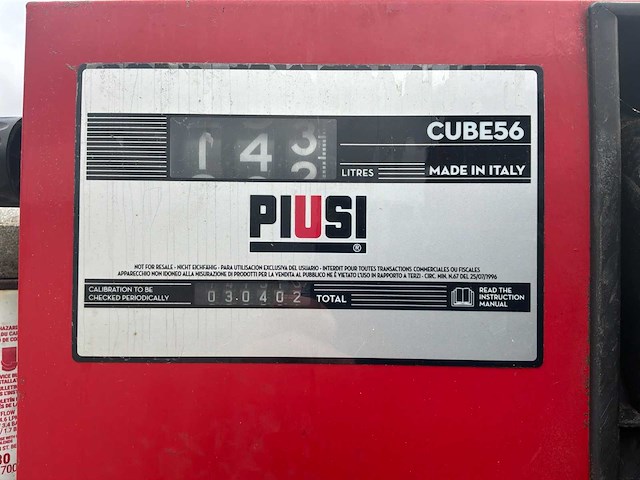 143
CUBE56
LITRES
MADE IN ITALY
PIUSI
®
NOT FOR RESALE - NICHT EICHFÄHIG - PARA UTILISACION EXCLUSIVA DEL USUARIO - INTERDIT POUR TOUTES TRANSACTIONS COMMERCIALES OU FISCALES
APPARECCHIO NON IDONEO ALLA MISURAZIONE DI PRODOTTI PER LA VENDITA AL PUBBLICO NE È VIETATO L'USO IN RAPPORTO A TERZI - CIRC. MIN. N.67 DEL 25/07/1996
CALIBRATION TO BE
CHECKED PERIODICALLY
030402
TOTAL
READ THE
INSTRUCTION
MANUAL